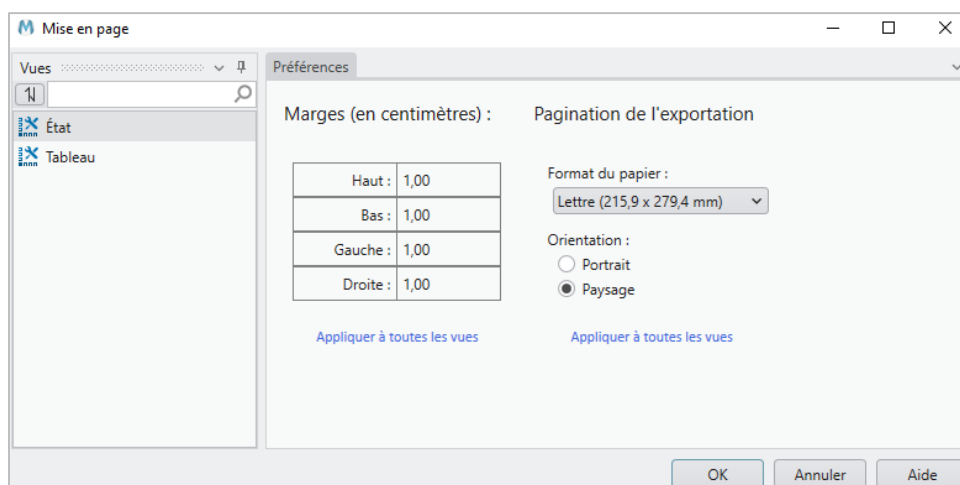 Mise en page
Vues
Préférences
État
Tableau
Marges (en centimètres) :
Haut : 1,00
Bas : 1,00
Gauche : 1,00
Droite : 1,00
Appliquer à toutes les vues
Pagination de l'exportation
Format du papier :
Lettre (215,9 x 279,4 mm)
Orientation :
Portrait
Paysage
Appliquer à toutes les vues
OK
Annuler
Aide